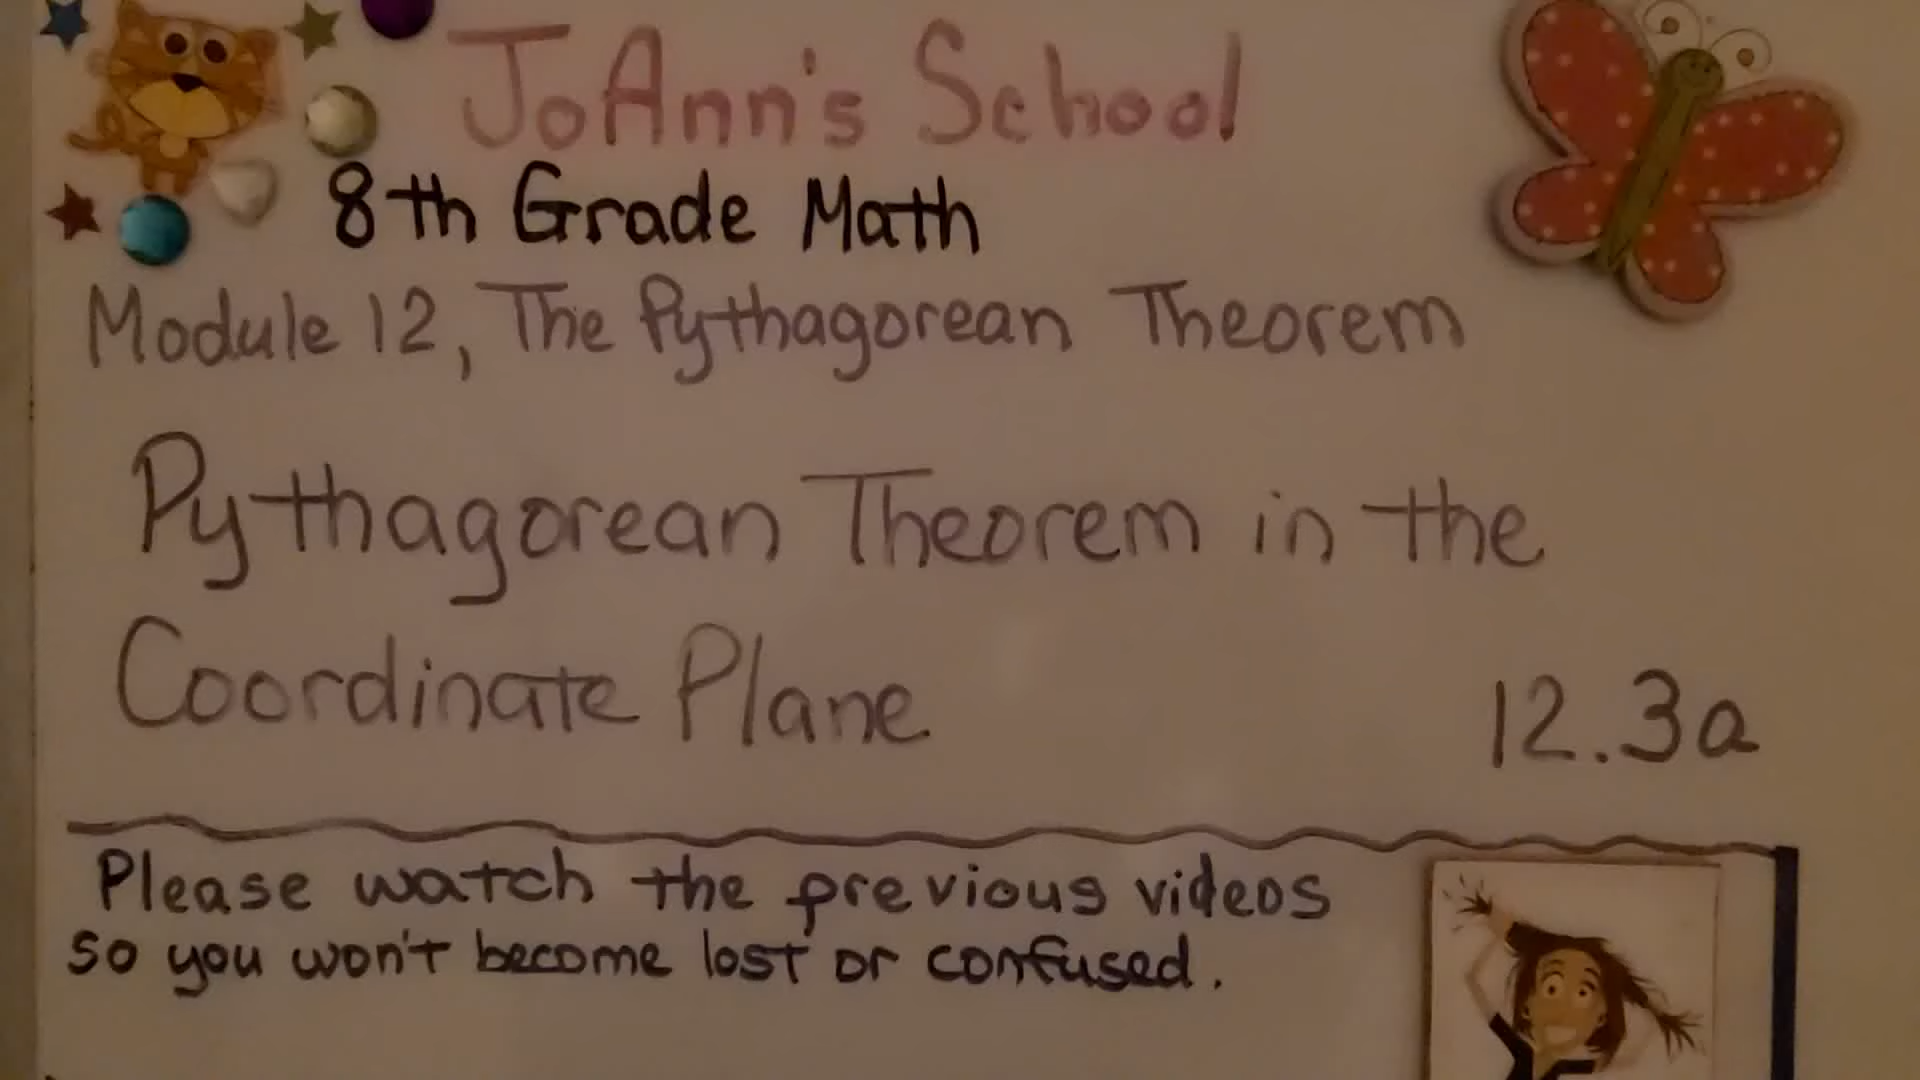 JoAnn's School
8th Grade Math
Module 12, The Pythagorean Theorem
Pythagorean Theorem in the
Coordinate Plane
12.3a
Please watch the previous videos
so you won't become lost or confused.